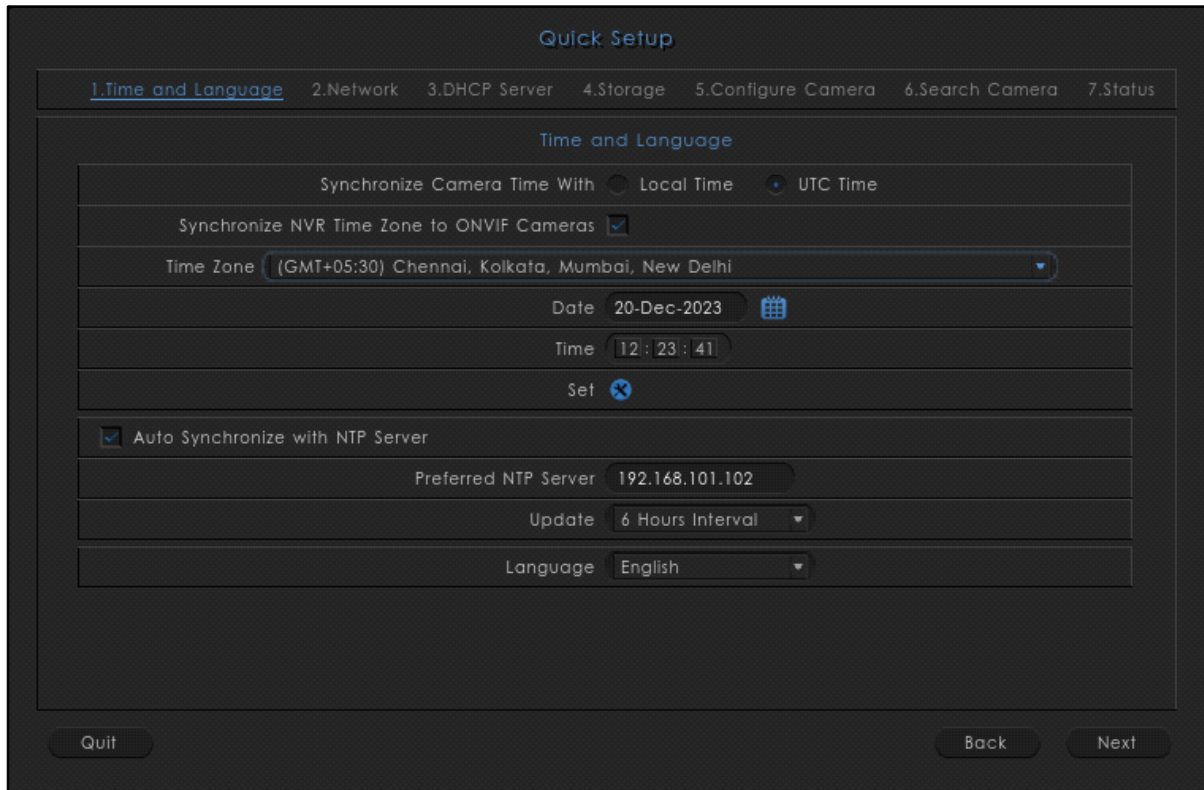 Quick Setup
1.Time and Language 2.Network 3.DHCP Server 4.Storage 5.Configure Camera 6.Search Camera 7.Status
Time and Language
Synchronize Camera Time With Local Time UTC Time
Synchronize NVR Time Zone to ONVIF Cameras
Time Zone (GMT+05:30) Chennai, Kolkata, Mumbai, New Delhi
Date 20-Dec-2023
Time 12 : 23 : 41
Set
Auto Synchronize with NTP Server
Preferred NTP Server 192.168.101.102
Update 6 Hours Interval
Language English
Quit Back Next